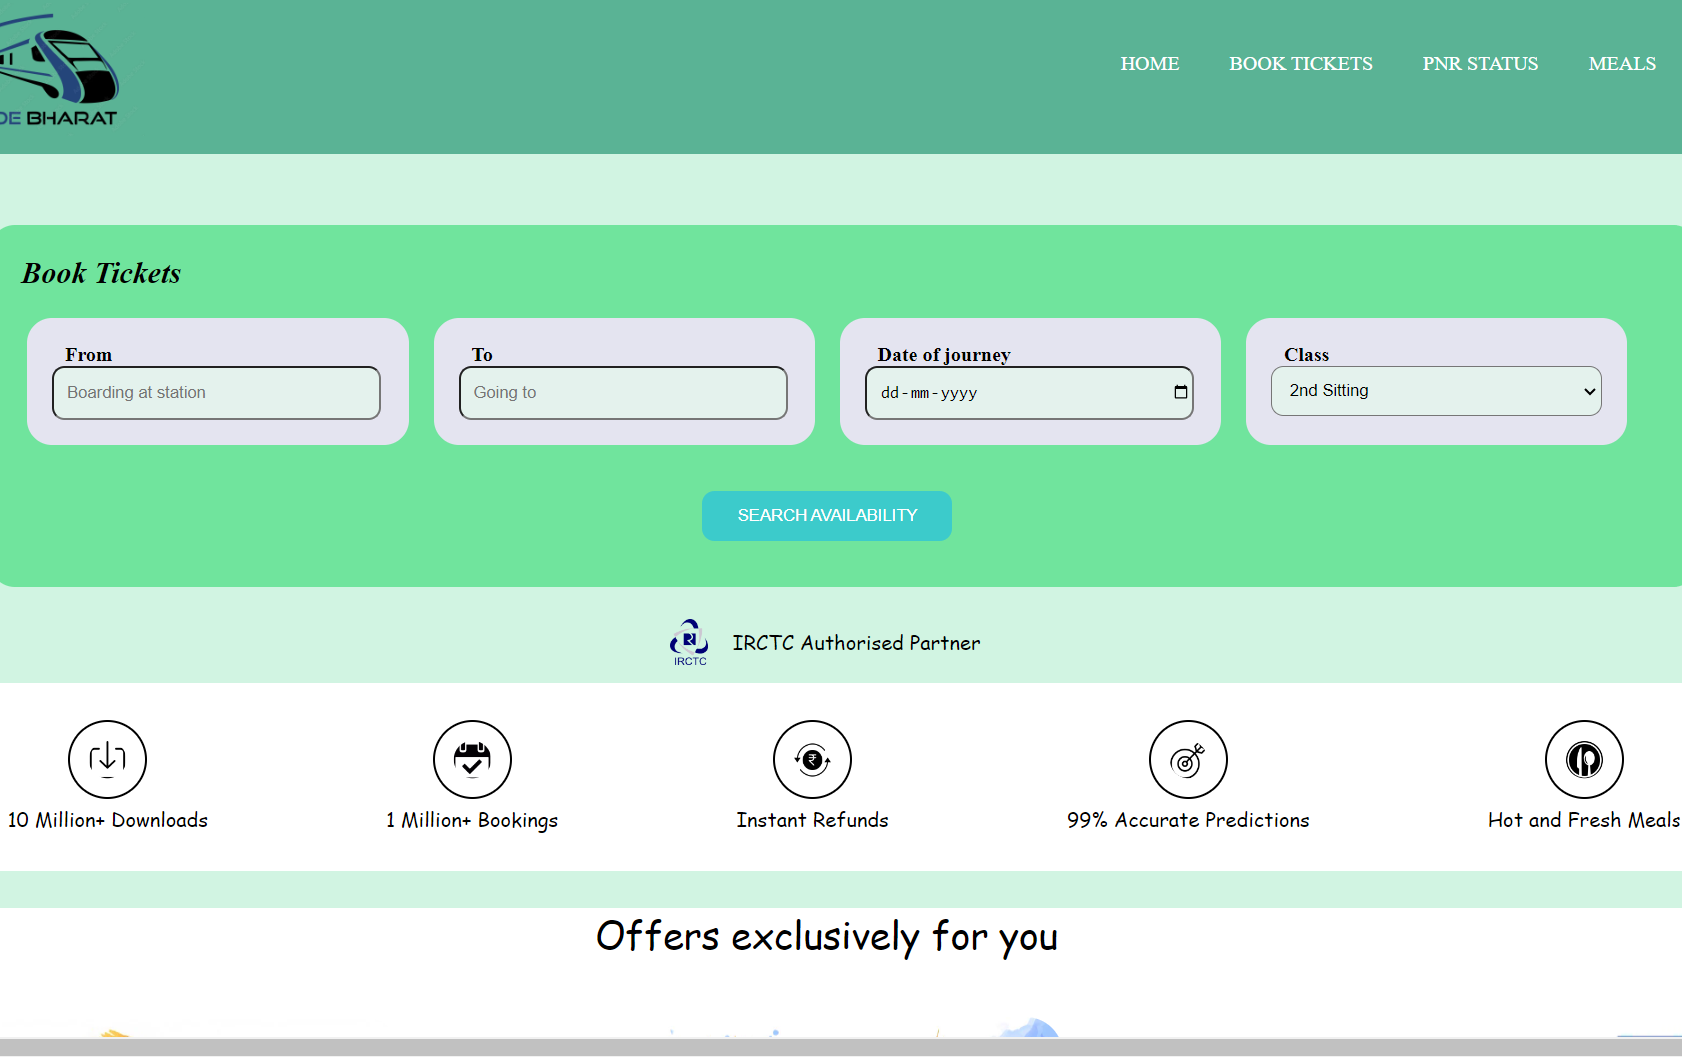 DE BHARAT
HOME BOOK TICKETS PNR STATUS MEALS
Book Tickets
From To Date of journey Class
Boarding at station Going to dd-mm-yyyy 2nd Sitting
SEARCH AVAILABILITY
IRCTC IRCTC Authorised Partner
10 Million+ Downloads 1 Million+ Bookings Instant Refunds 99% Accurate Predictions Hot and Fresh Meals
Offers exclusively for you